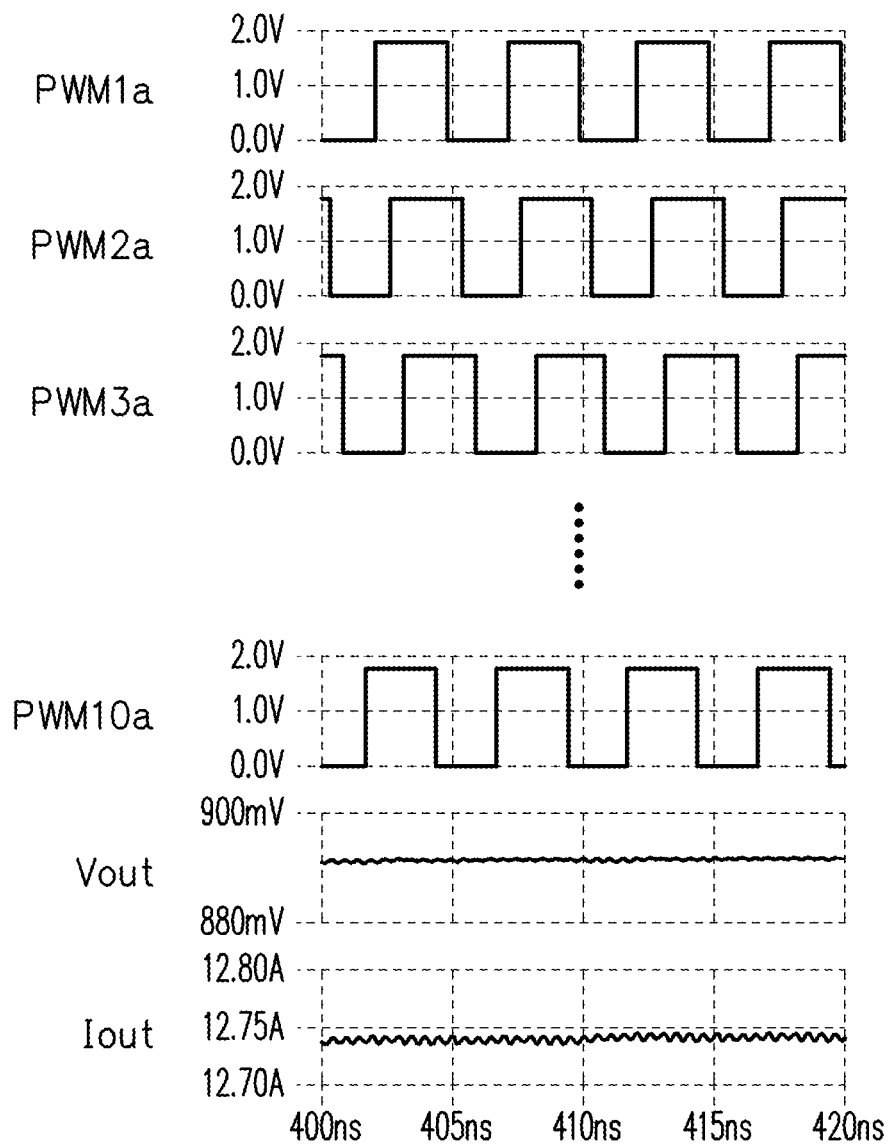 2.0V
PWM1a
1.0V
0.0V
2.0V
PWM2a
1.0V
0.0V
2.0V
PWM3a
1.0V
0.0V
2.0V
PWM10a
1.0V
0.0V
900mV
Vout
880mV
12.80A
Iout
12.75A
12.70A
400ns 405ns 410ns 415ns 420ns